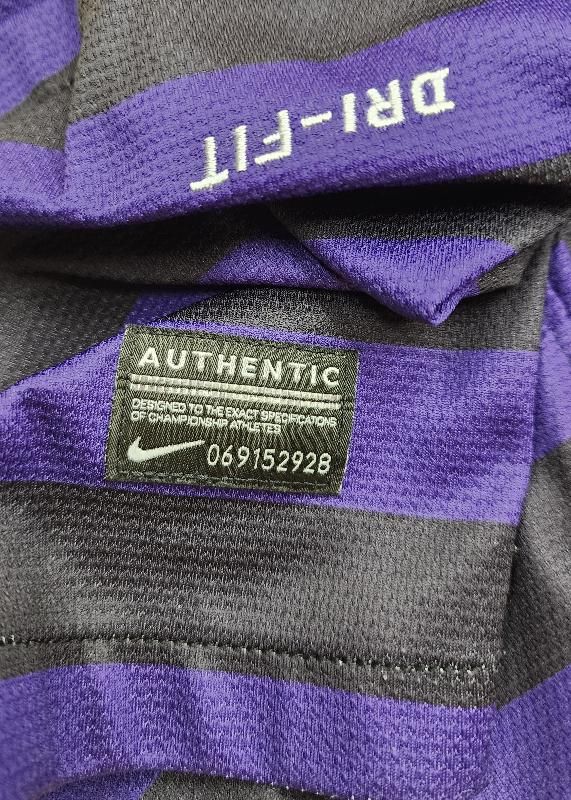 DRI-FIT
AUTHENTIC
DESIGNED TO THE EXACT SPECIFICATIONS
OF CHAMPIONSHIP ATHLETES
069152928